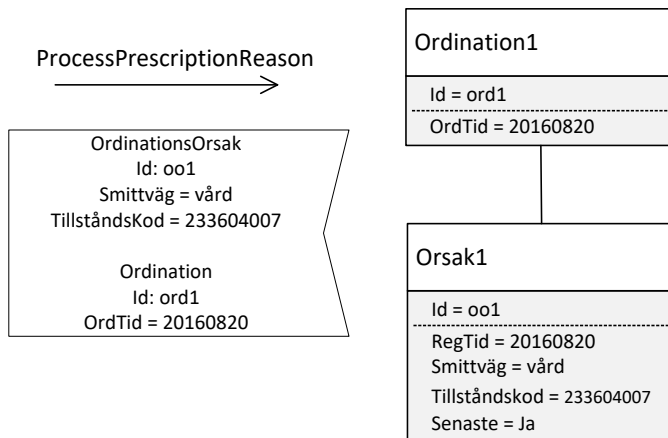 ProcessPrescriptionReason
OrdinationsOrsak
Id: oo1
Smittväg = vård
TillståndsKod = 233604007
Ordination
Id: ord1
OrdTid = 20160820
Ordination1
Id = ord1
OrdTid = 20160820
Orsak1
Id = oo1
RegTid = 20160820
Smittväg = vård
Tillståndskod = 233604007
Senaste = Ja